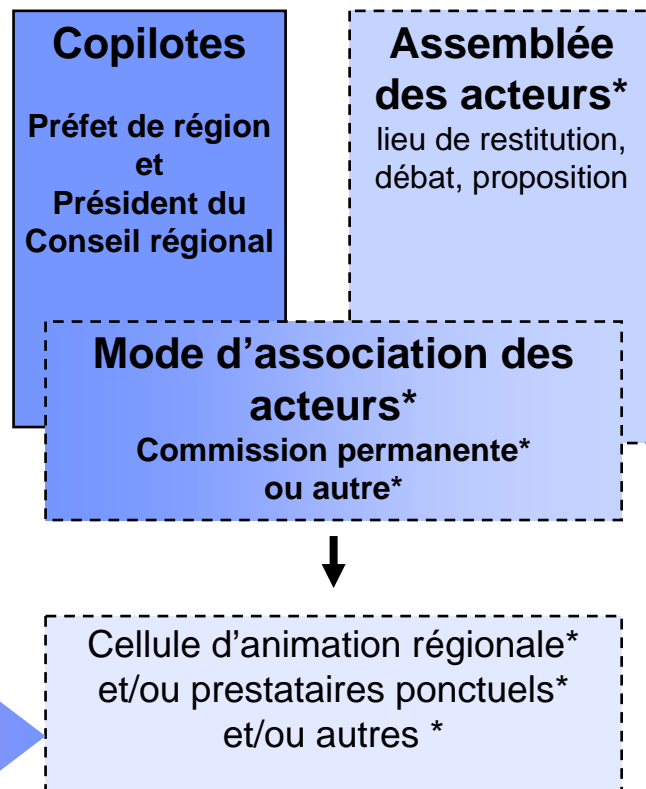 Copilotes
Préfet de région
et
Président du
Conseil régional
Assemblée
des acteurs*
lieu de restitution,
débat, proposition
Mode d’association des
acteurs*
Commission permanente*
ou autre*
Cellule d’animation régionale*
et/ou prestataires ponctuels*
et/ou autres *